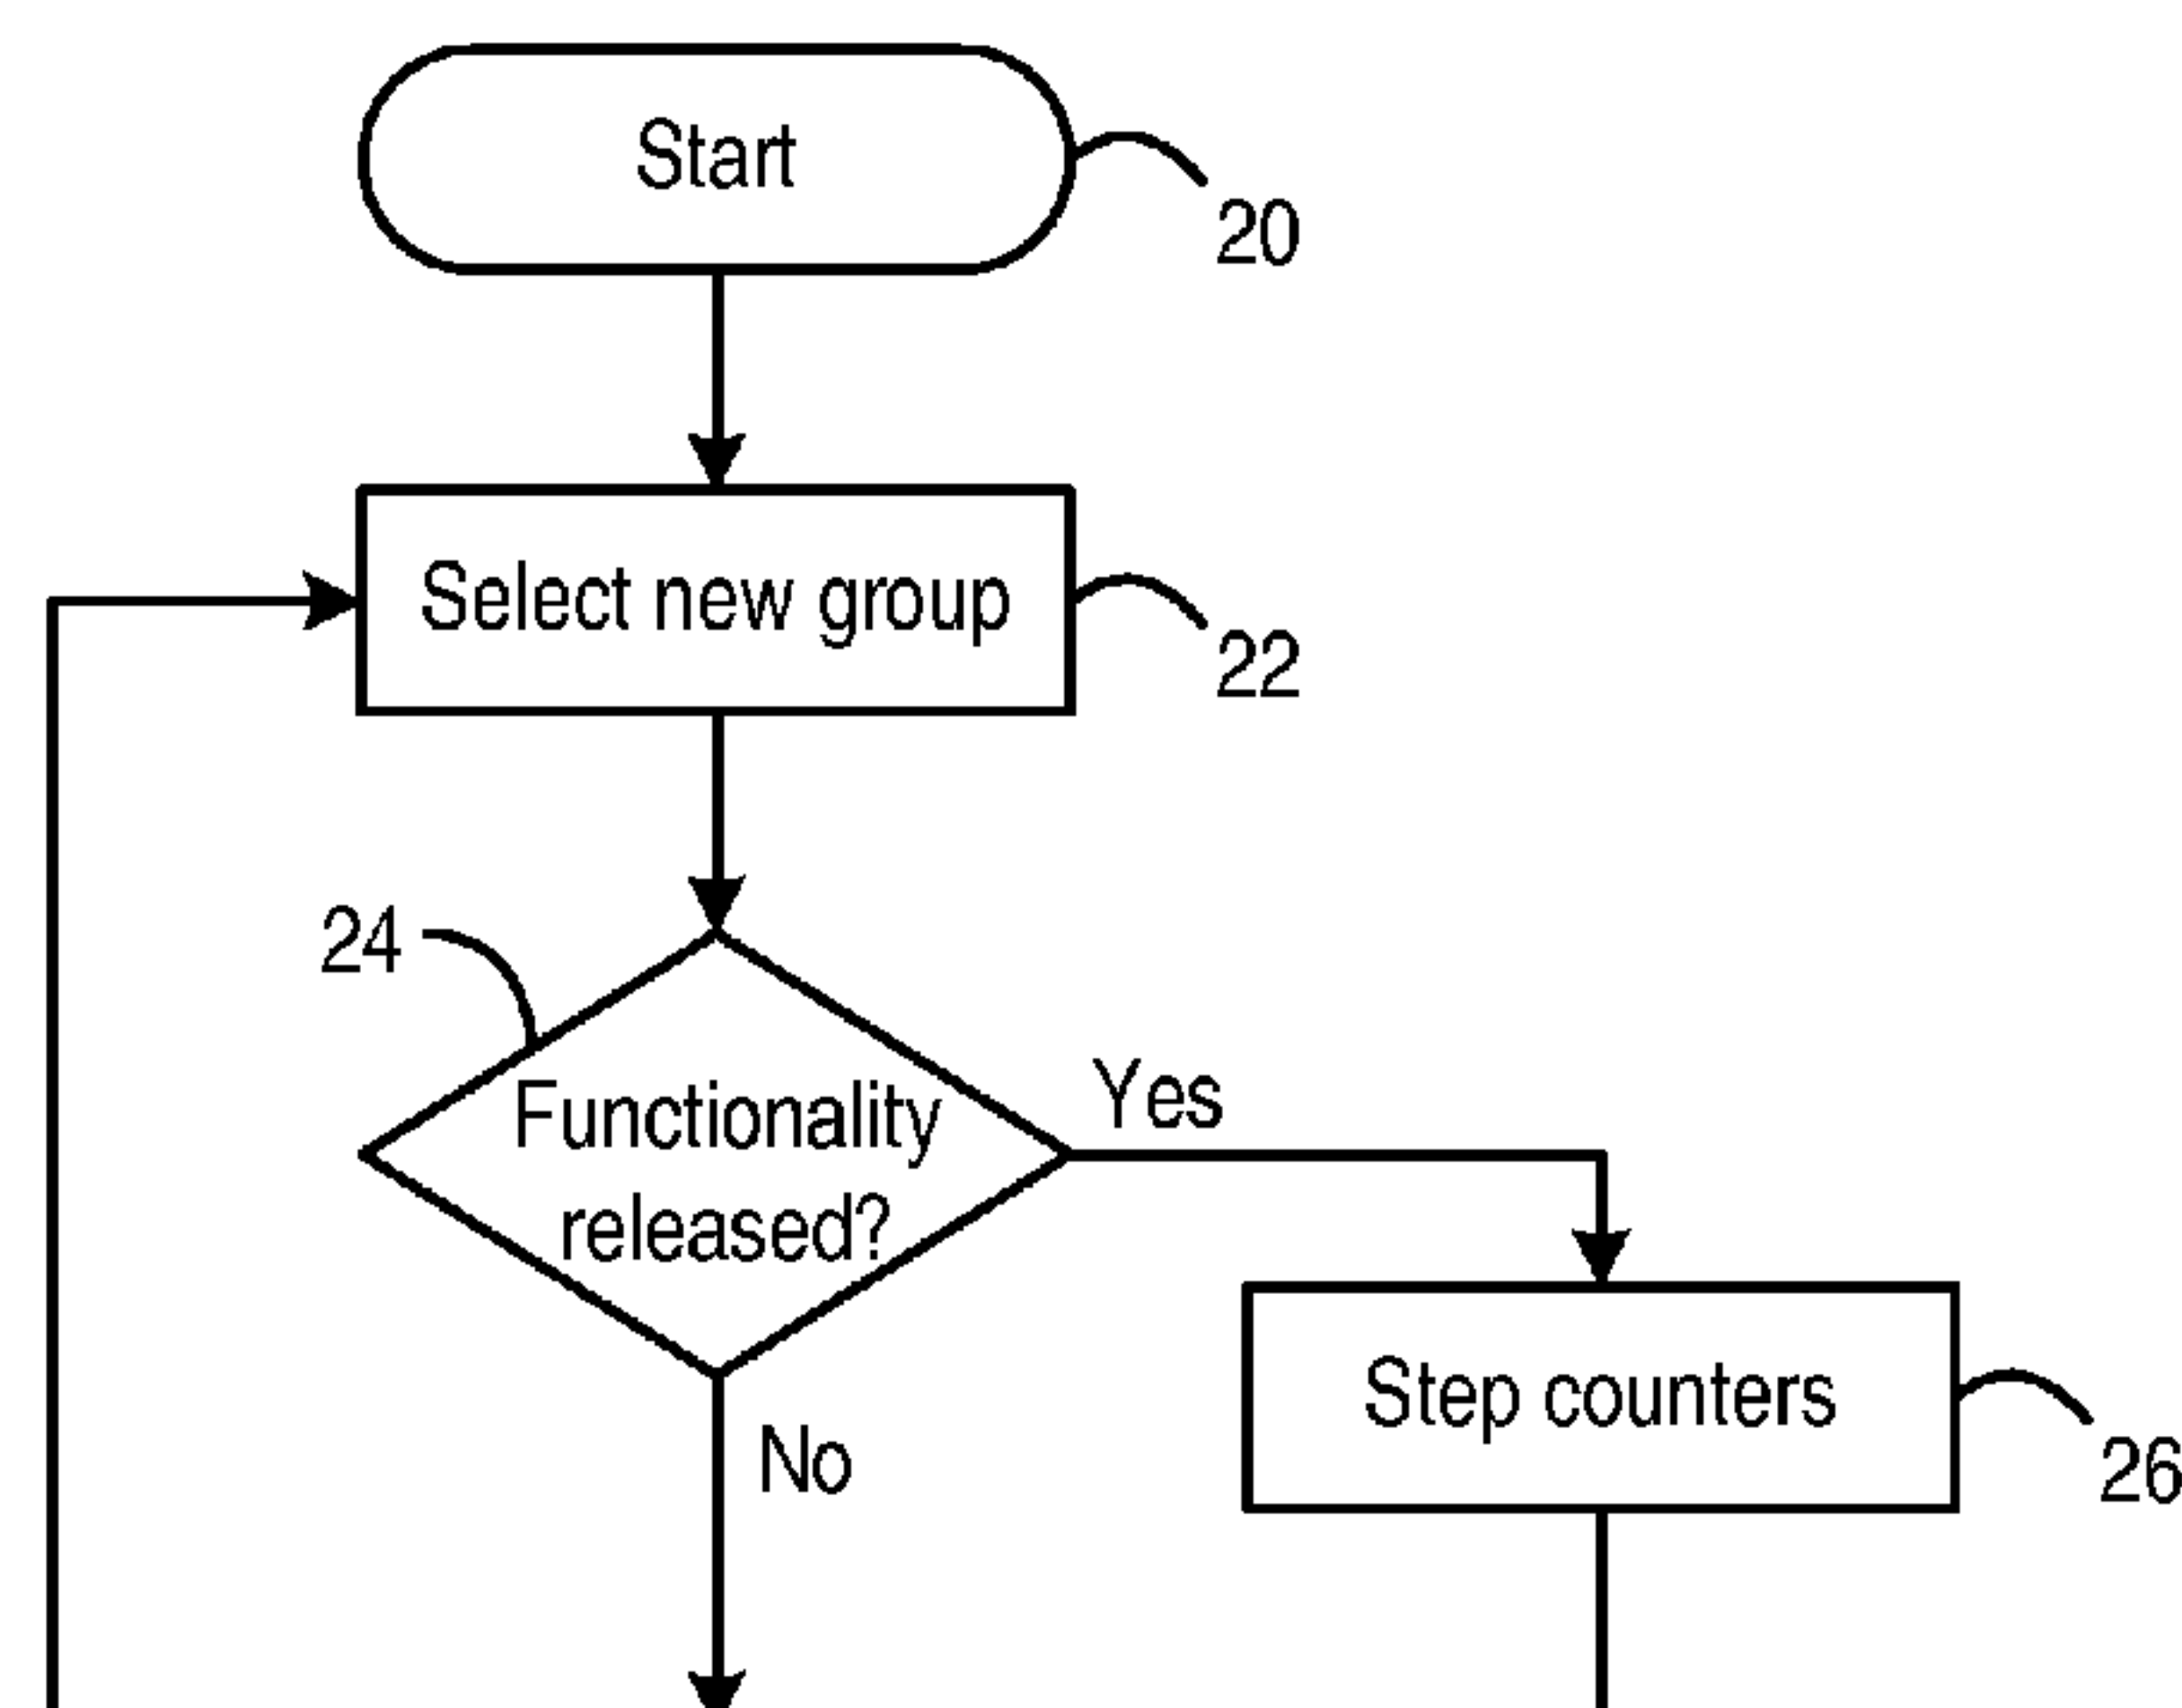 Start
20
Select new group
22
24
Functionality
released?
Yes
Step counters
26
No